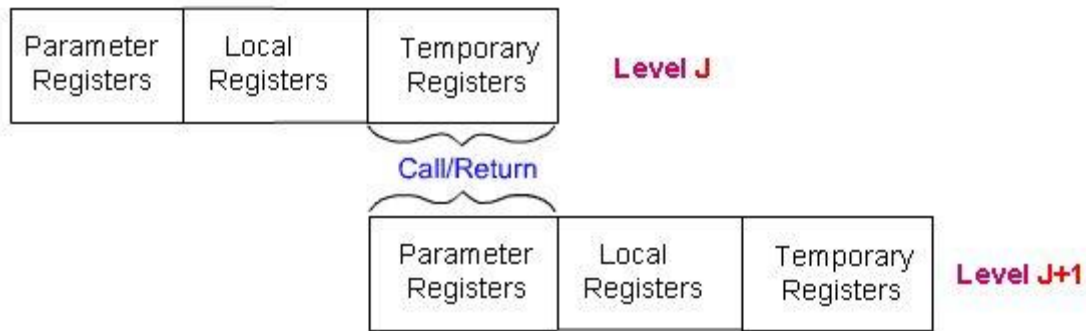 Parameter Registers
Local Registers
Temporary Registers
Level J
Call/Return
Parameter Registers
Local Registers
Temporary Registers
Level J+1